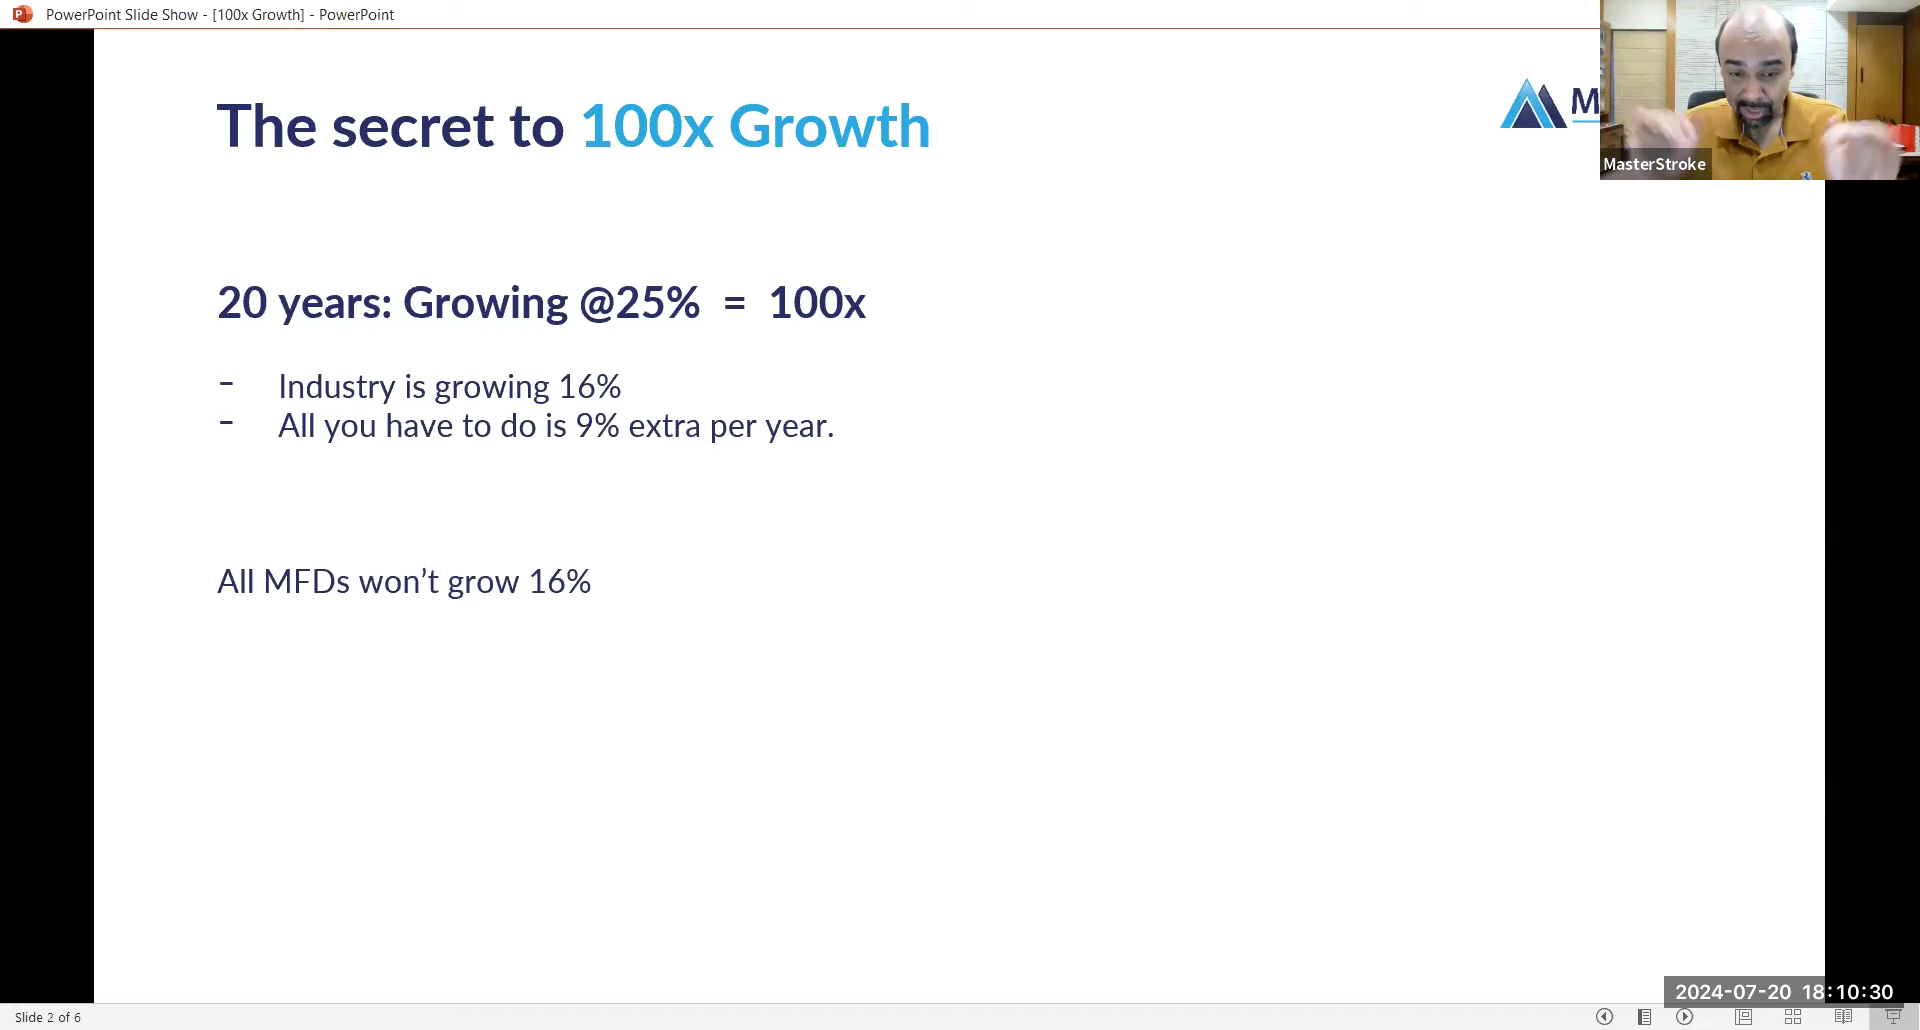 PowerPoint Slide Show - [100x Growth] - PowerPoint
The secret to 100x Growth
M
MasterStroke
20 years: Growing @25% = 100x
- Industry is growing 16%
- All you have to do is 9% extra per year.
All MFDs won’t grow 16%
2024-07-20 18:10:30
Slide 2 of 6